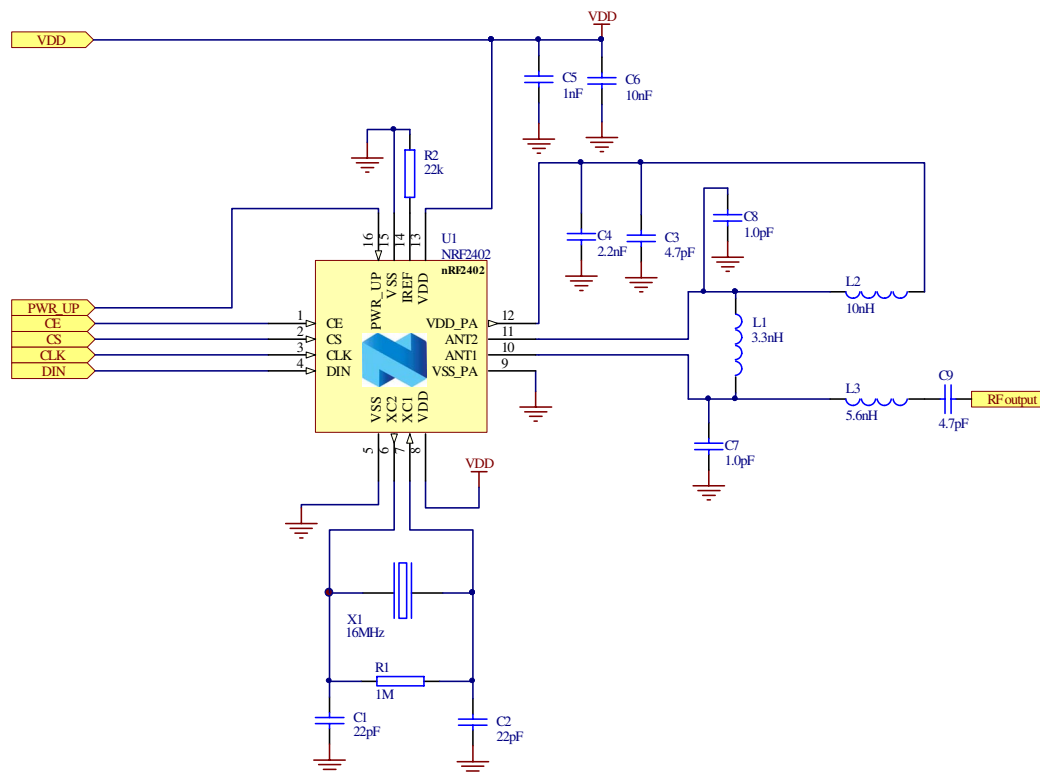 VDD
VDD
C5
1nF
C6
10nF
R2
22k
C8
1.0pF
C4
2.2nF
C3
4.7pF
16
15
14
13
U1
NRF2402
nRF2402
PWR_UP
VSS
IREF
VDD
L2
10nH
PWR_UP
CE
CS
CLK
DIN
1
2
3
4
CE
CS
CLK
DIN
VDD_PA
ANT2
ANT1
VSS_PA
12
11
10
9
L1
3.3nH
L3
5.6nH
C9
4.7pF
RF output
VSS
XC2
XC1
VDD
5
6
7
8
C7
1.0pF
VDD
X1
16MHz
R1
1M
C1
22pF
C2
22pF